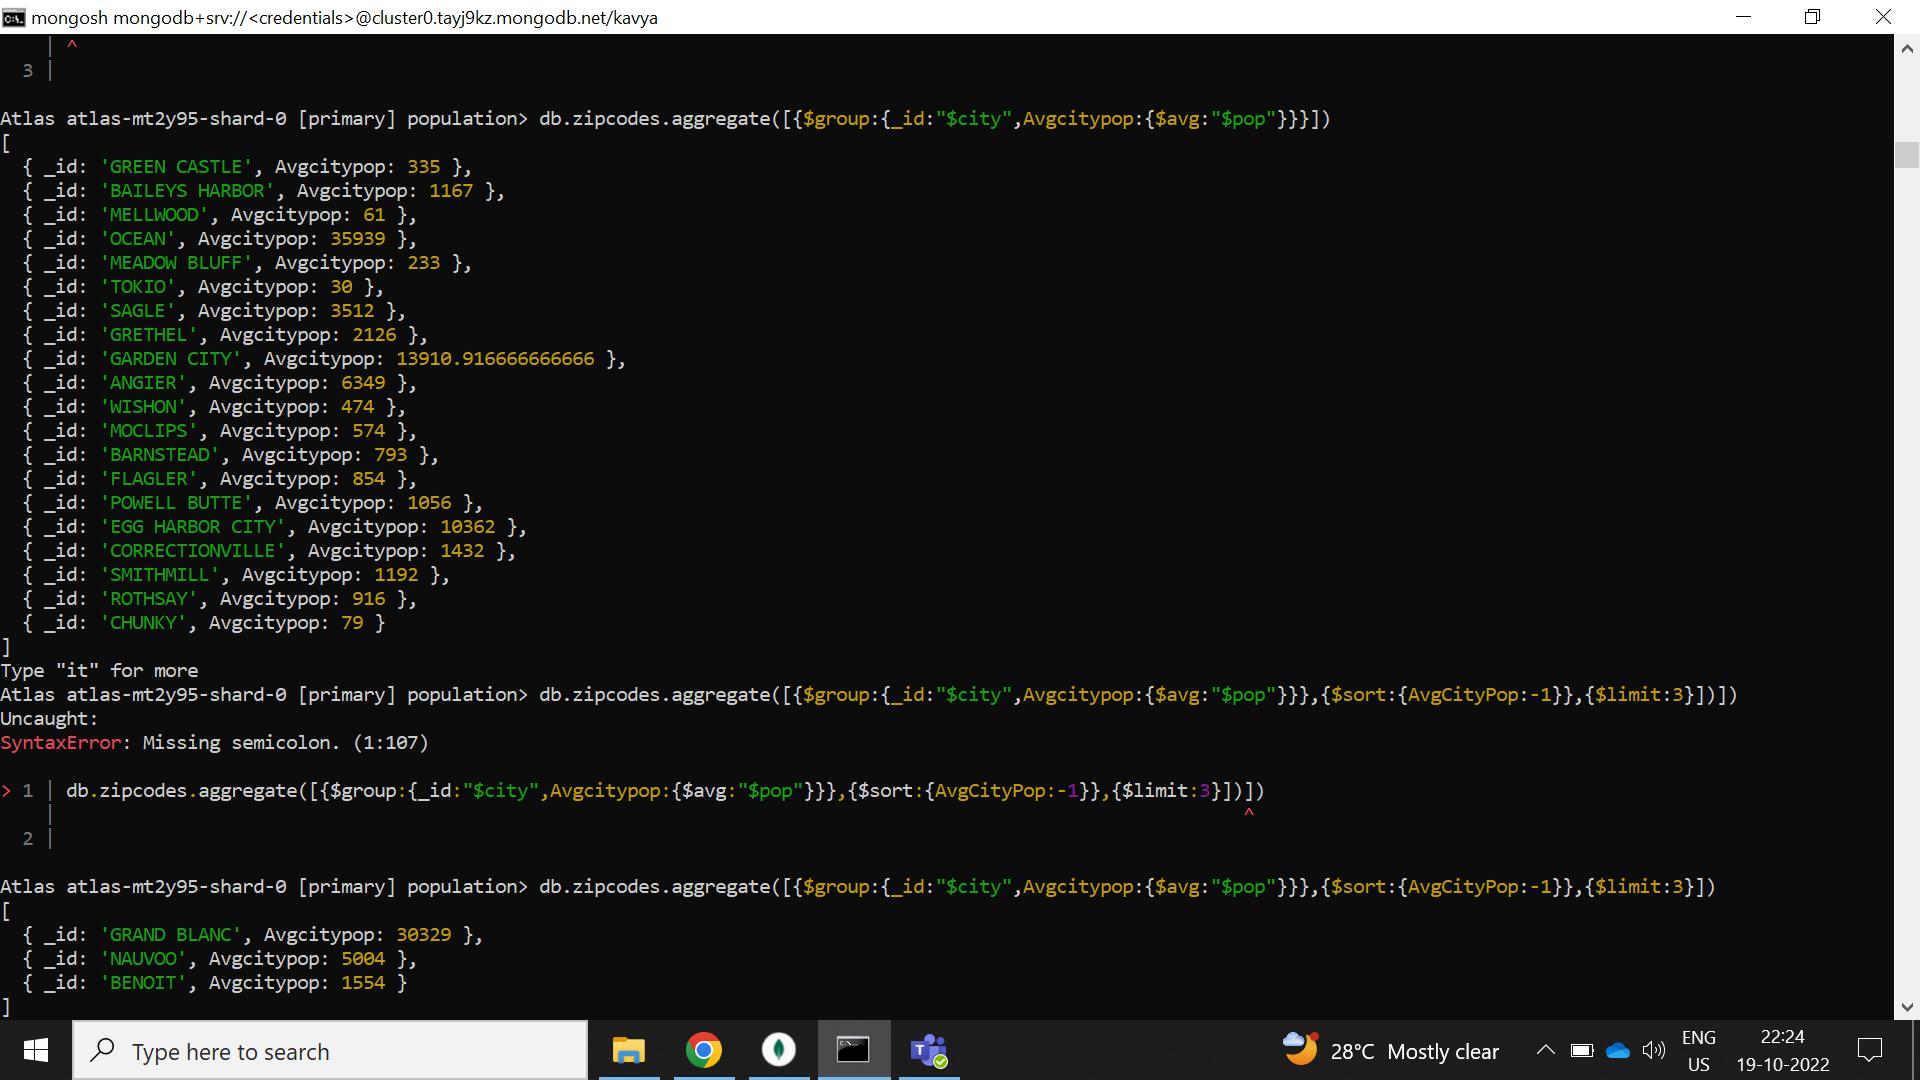 mongosh mongodb+srv://<credentials>@cluster0.tayj9kz.mongodb.net/kavya
| ^
3 |
Atlas atlas-mt2y95-shard-0 [primary] population> db.zipcodes.aggregate([{$group:{_id:"$city",Avgcitypop:{$avg:"$pop"}}}])
[
{ _id: 'GREEN CASTLE', Avgcitypop: 335 },
{ _id: 'BAILEYS HARBOR', Avgcitypop: 1167 },
{ _id: 'MELLWOOD', Avgcitypop: 61 },
{ _id: 'OCEAN', Avgcitypop: 35939 },
{ _id: 'MEADOW BLUFF', Avgcitypop: 233 },
{ _id: 'TOKIO', Avgcitypop: 30 },
{ _id: 'SAGLE', Avgcitypop: 3512 },
{ _id: 'GRETHEL', Avgcitypop: 2126 },
{ _id: 'GARDEN CITY', Avgcitypop: 13910.916666666666 },
{ _id: 'ANGIER', Avgcitypop: 6349 },
{ _id: 'WISHON', Avgcitypop: 474 },
{ _id: 'MOCLIPS', Avgcitypop: 574 },
{ _id: 'BARNSTEAD', Avgcitypop: 793 },
{ _id: 'FLAGLER', Avgcitypop: 854 },
{ _id: 'POWELL BUTTE', Avgcitypop: 1056 },
{ _id: 'EGG HARBOR CITY', Avgcitypop: 10362 },
{ _id: 'CORRECTIONVILLE', Avgcitypop: 1432 },
{ _id: 'SMITHMILL', Avgcitypop: 1192 },
{ _id: 'ROTHSAY', Avgcitypop: 916 },
{ _id: 'CHUNKY', Avgcitypop: 79 }
]
Type "it" for more
Atlas atlas-mt2y95-shard-0 [primary] population> db.zipcodes.aggregate([{$group:{_id:"$city",Avgcitypop:{$avg:"$pop"}}},{$sort:{AvgCityPop:-1}},{$limit:3}])])
Uncaught:
SyntaxError: Missing semicolon. (1:107)
> 1 | db.zipcodes.aggregate([{$group:{_id:"$city",Avgcitypop:{$avg:"$pop"}}},{$sort:{AvgCityPop:-1}},{$limit:3}])])
| ^
2 |
Atlas atlas-mt2y95-shard-0 [primary] population> db.zipcodes.aggregate([{$group:{_id:"$city",Avgcitypop:{$avg:"$pop"}}},{$sort:{AvgCityPop:-1}},{$limit:3}])
[
{ _id: 'GRAND BLANC', Avgcitypop: 30329 },
{ _id: 'NAUVOO', Avgcitypop: 5004 },
{ _id: 'BENOIT', Avgcitypop: 1554 }
]
Type here to search
28°C Mostly clear
ENG
US
22:24
19-10-2022